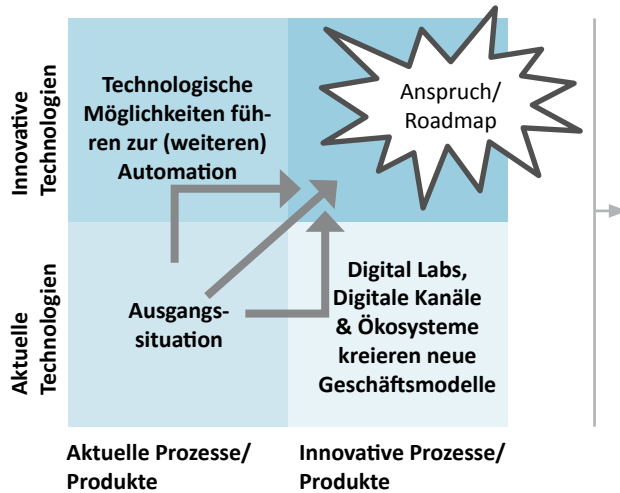 Innovative
Technologien
Technologische
Möglichkeiten füh-
ren zur (weiteren)
Automation
Anspruch/
Roadmap
Aktuelle
Technologien
Ausgangs-
situation
Digital Labs,
Digitale Kanäle
& Ökosysteme
kreieren neue
Geschäftsmodelle
Aktuelle Prozesse/
Produkte
Innovative Prozesse/
Produkte